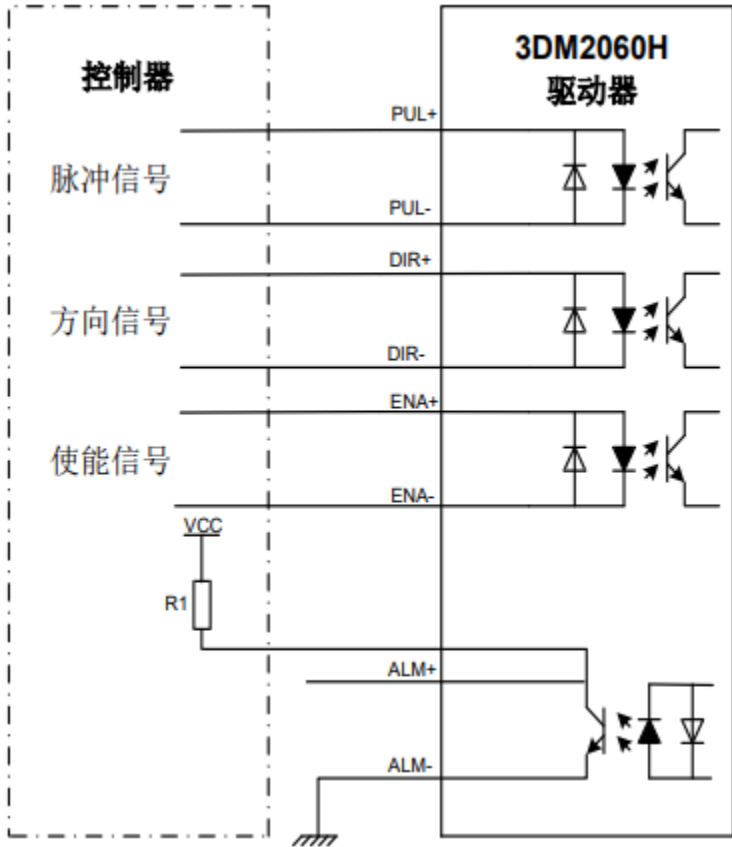 控制器
3DM2060H
驱动器
PUL+
脉冲信号
PUL-
DIR+
方向信号
DIR-
ENA+
使能信号
ENA-
VCC
R1
ALM+
ALM-